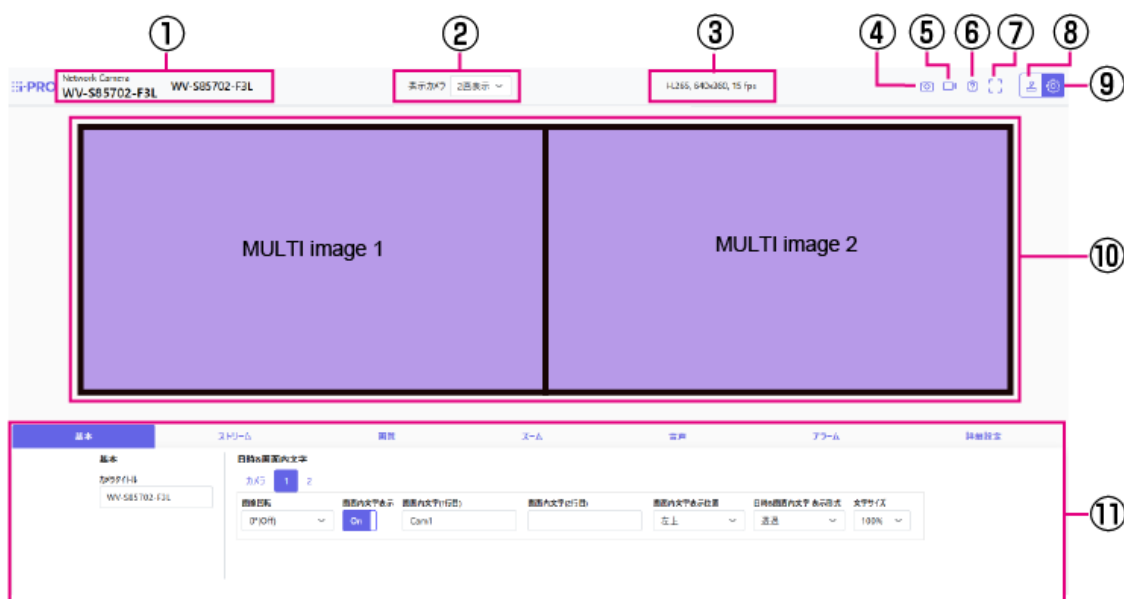 ① ② ③ ④ ⑤ ⑥ ⑦ ⑧
i-PRO
Network Camera
WV-S85702-F3L
WV-S85702-F3L
表示カメラ 2画表示
H.265, 640x360, 15 fps
⑨
MULTI image 1
MULTI image 2
⑩
基本 ストリーム 画質 ズーム 音声 アラーム 詳細設定
基本
カメラタイトル
WV-S85702-F3L
日時&画面内文字
カメラ 1 2
画像回転 画面内文字表示 画面内文字(1行目) 画面内文字(2行目) 画面内文字表示位置 日時&画面内文字 表示形式 文字サイズ
0°(Off) On Cam1 左上 透過 100%
⑪